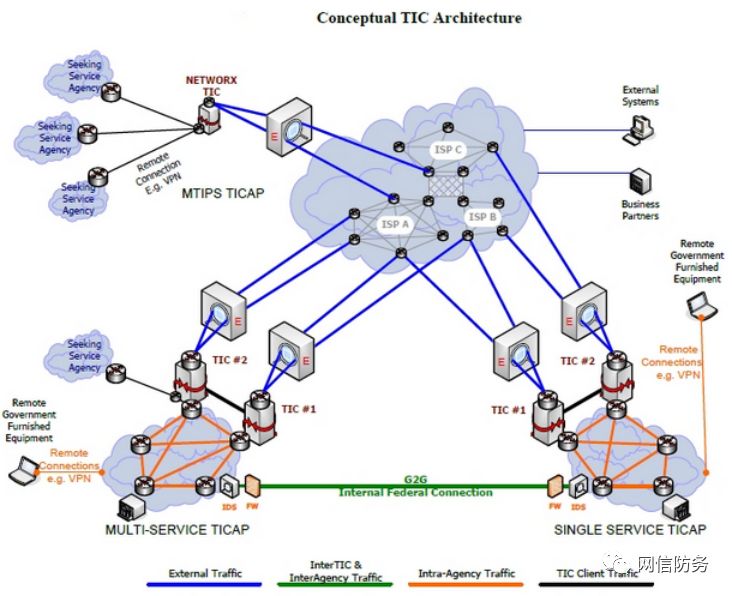 Conceptual TIC Architecture
Seeking
Service
Agency
NETWORX
TIC
E
Seeking
Service
Agency
Seeking
Service
Agency
Remote
Connection
E.g. VPN
MTIPS TICAP
ISP C
ISP A
ISP B
External
Systems
Business
Partners
Remote
Government
Furnished
Equipment
E
E
E
E
TIC #2
TIC #1
TIC #2
TIC #1
Remote
Connections
e.g. VPN
Seeking
Service
Agency
Remote
Government
Furnished
Equipment
Remote
Connections
e.g. VPN
IDS
FW
G2G
Internal Federal Connection
FW
IDS
MULTI-SERVICE TICAP
SINGLE SERVICE TICAP
External Traffic
InterTIC &
InterAgency Traffic
Intra-Agency Traffic
TIC Client Traffic
网信防务